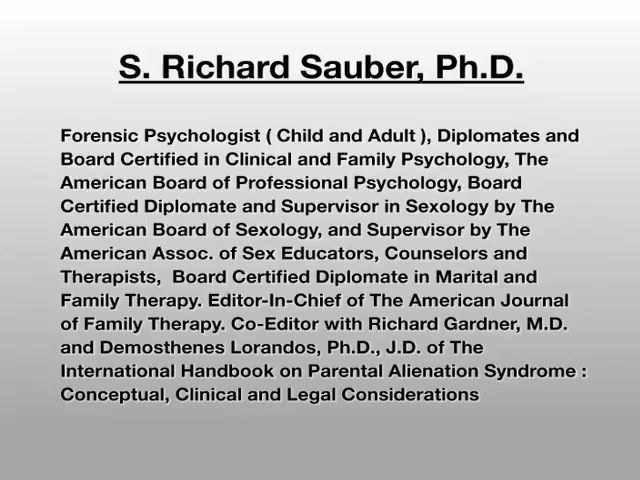 S. Richard Sauber, Ph.D.
Forensic Psychologist ( Child and Adult ), Diplomates and
Board Certified in Clinical and Family Psychology, The
American Board of Professional Psychology, Board
Certified Diplomate and Supervisor in Sexology by The
American Board of Sexology, and Supervisor by The
American Assoc. of Sex Educators, Counselors and
Therapists,  Board Certified Diplomate in Marital and
Family Therapy. Editor-In-Chief of The American Journal
of Family Therapy. Co-Editor with Richard Gardner, M.D.
and Demosthenes Lorandos, Ph.D., J.D. of The
International Handbook on Parental Alienation Syndrome :
Conceptual, Clinical and Legal Considerations